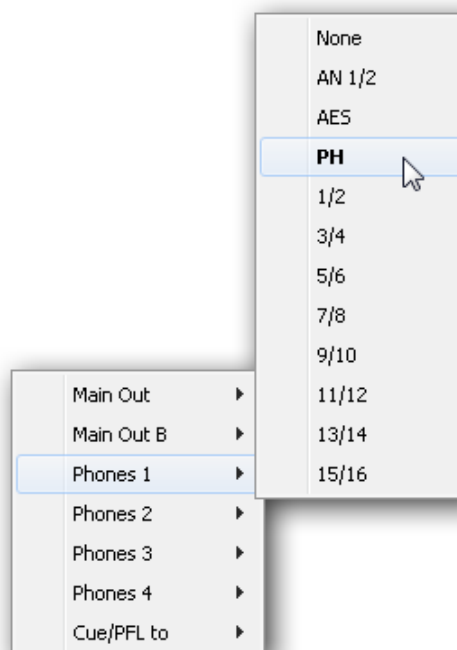 None
AN 1/2
AES
PH
1/2
3/4
5/6
7/8
9/10
11/12
13/14
15/16
Main Out
Main Out B
Phones 1
Phones 2
Phones 3
Phones 4
Cue/PFL to